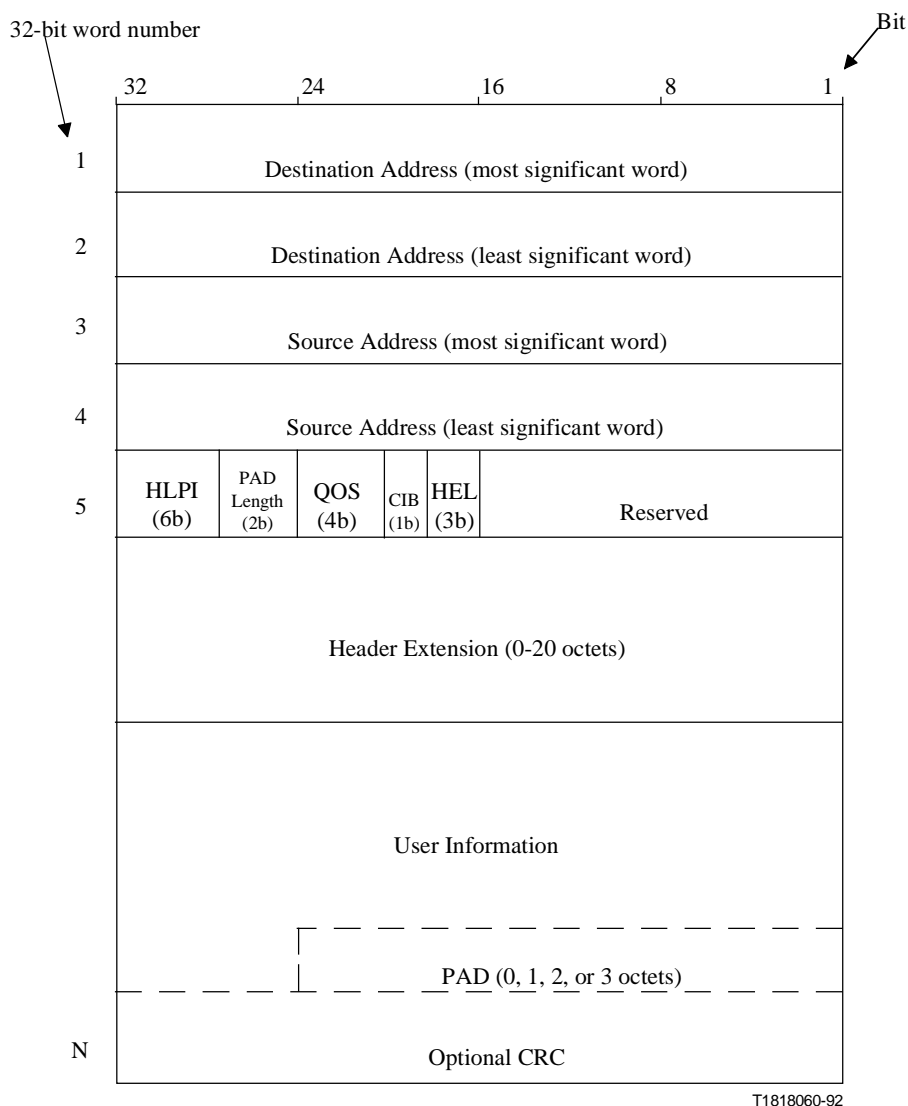 32-bit word number
Bit
32 24 16 8 1
1 Destination Address (most significant word)
2 Destination Address (least significant word)
3 Source Address (most significant word)
4 Source Address (least significant word)
5
HLPI
(6b)
PAD
Length
(2b)
QOS
(4b)
CIB
(1b)
HEL
(3b)
Reserved
Header Extension (0-20 octets)
User Information
PAD (0, 1, 2, or 3 octets)
N Optional CRC
T1818060-92